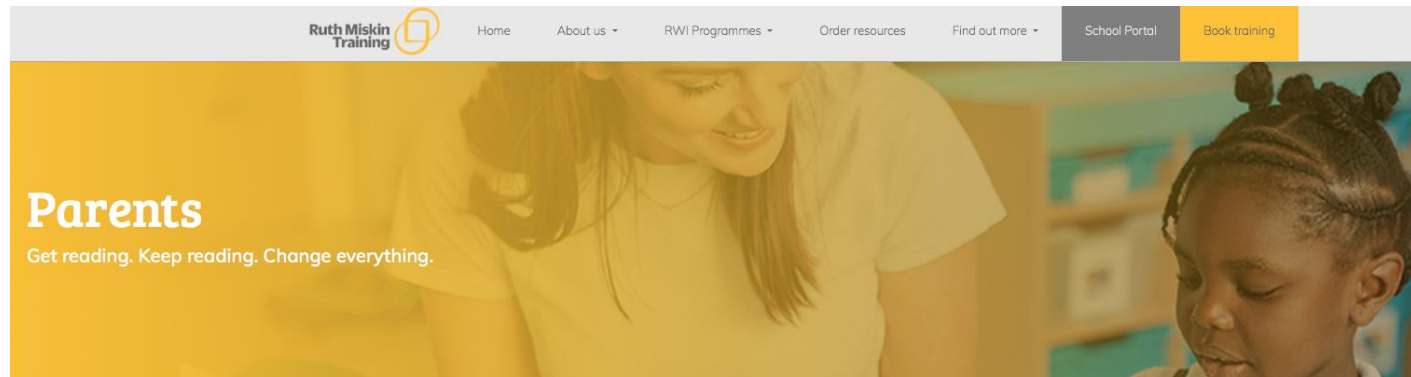 Ruth Miskin
Training
Home
About us
RWI Programmes
Order resources
Find out more
School Portal
Book training
Parents
Get reading. Keep reading. Change everything.